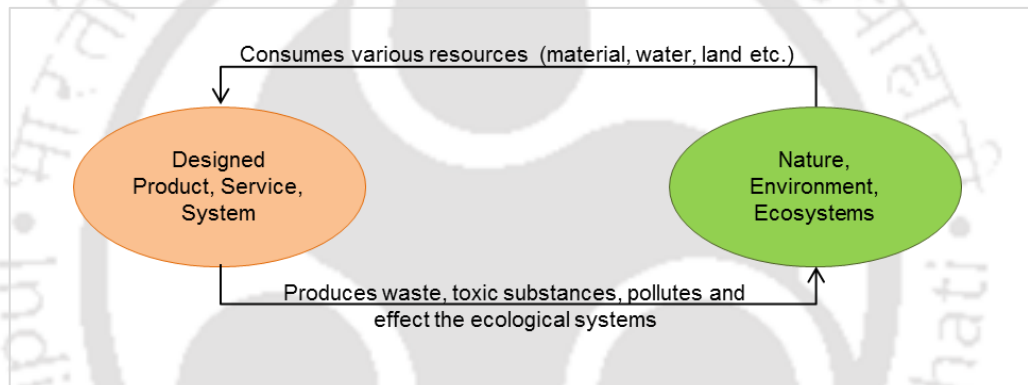 Consumes various resources (material, water, land etc.)
Designed
Product, Service,
System
Nature,
Environment,
Ecosystems
Produces waste, toxic substances, pollutes and
effect the ecological systems